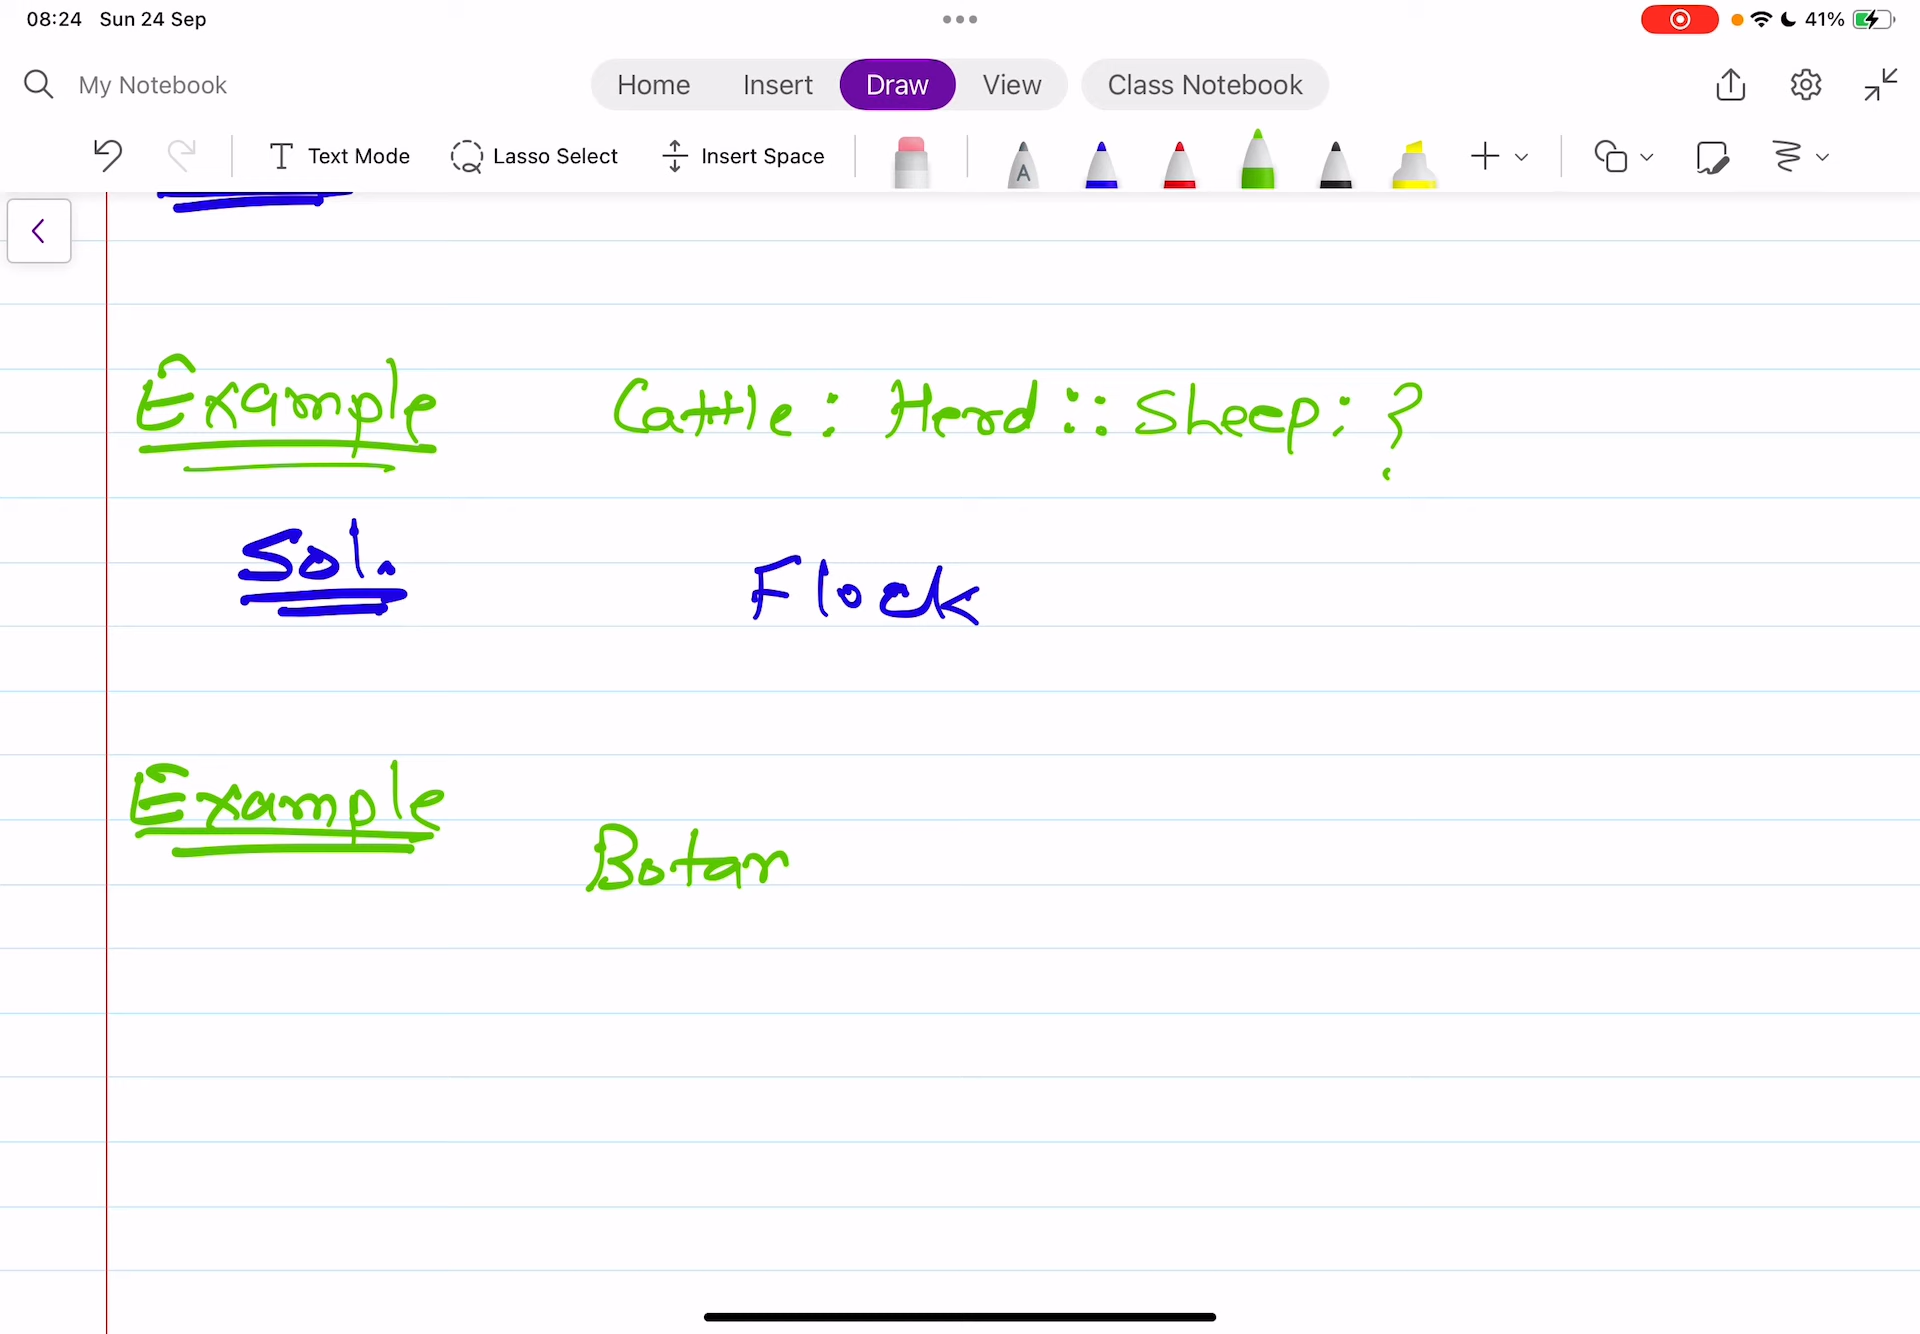 08:24 Sun 24 Sep 41%
My Notebook Home Insert Draw View Class Notebook
Text Mode Lasso Select Insert Space A
Example Cattle : Herd :: Sheep : ?
Sol. Flock
Example
Botan